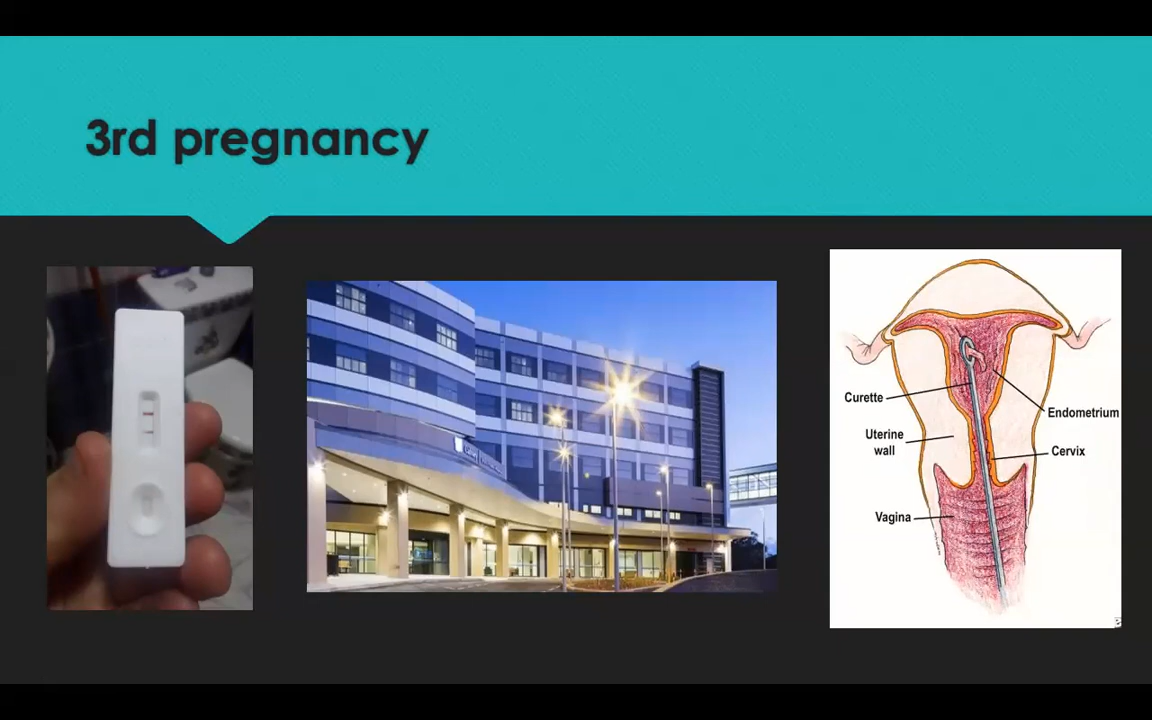 3rd pregnancy
Curette
Endometrium
Uterine
wall
Cervix
Vagina